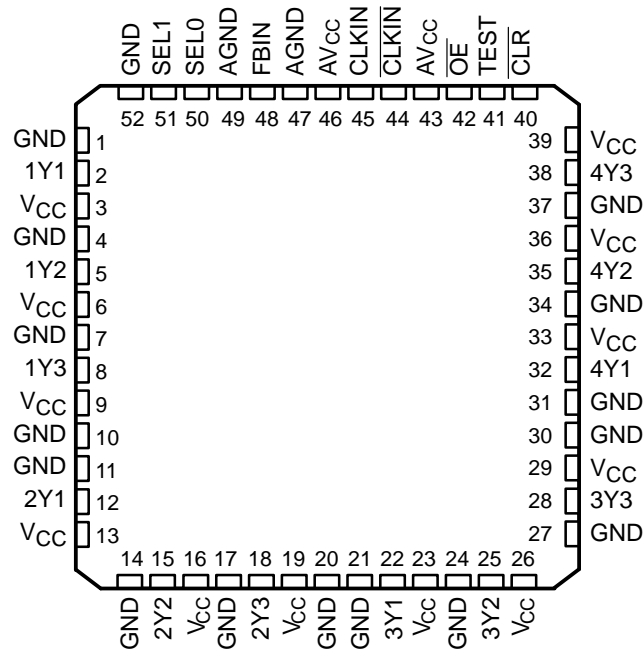 GND SEL1 SEL0 AGND FBIN AGND AVCC CLKIN CLKIN AVCC OE TEST CLR
52 51 50 49 48 47 46 45 44 43 42 41 40
GND 1 39 VCC
1Y1 2 38 4Y3
VCC 3 37 GND
GND 4 36 VCC
1Y2 5 35 4Y2
VCC 6 34 GND
GND 7 33 VCC
1Y3 8 32 4Y1
VCC 9 31 GND
GND 10 30 GND
GND 11 29 VCC
2Y1 12 28 3Y3
VCC 13 27 GND
14 15 16 17 18 19 20 21 22 23 24 25 26
GND 2Y2 VCC GND 2Y3 VCC GND GND 3Y1 VCC GND 3Y2 VCC